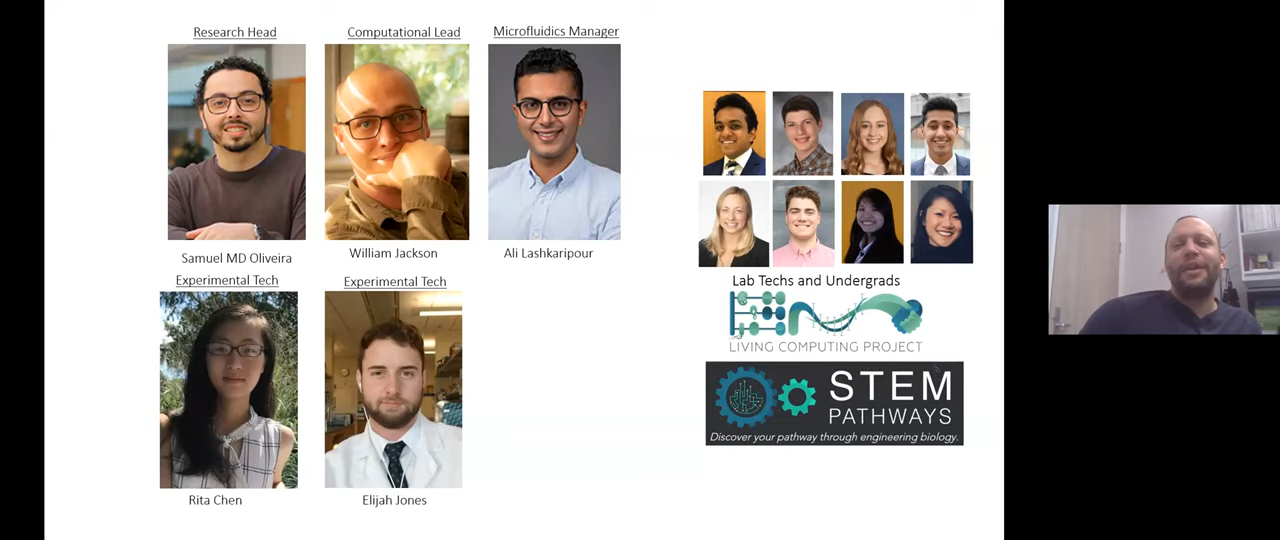 Research Head
Computational Lead
Microfluidics Manager
Samuel MD Oliveira
William Jackson
Ali Lashkaripour
Experimental Tech
Experimental Tech
Rita Chen
Elijah Jones
Lab Techs and Undergrads
LIVING COMPUTING PROJECT
STEM
PATHWAYS
Discover your pathway through engineering biology.